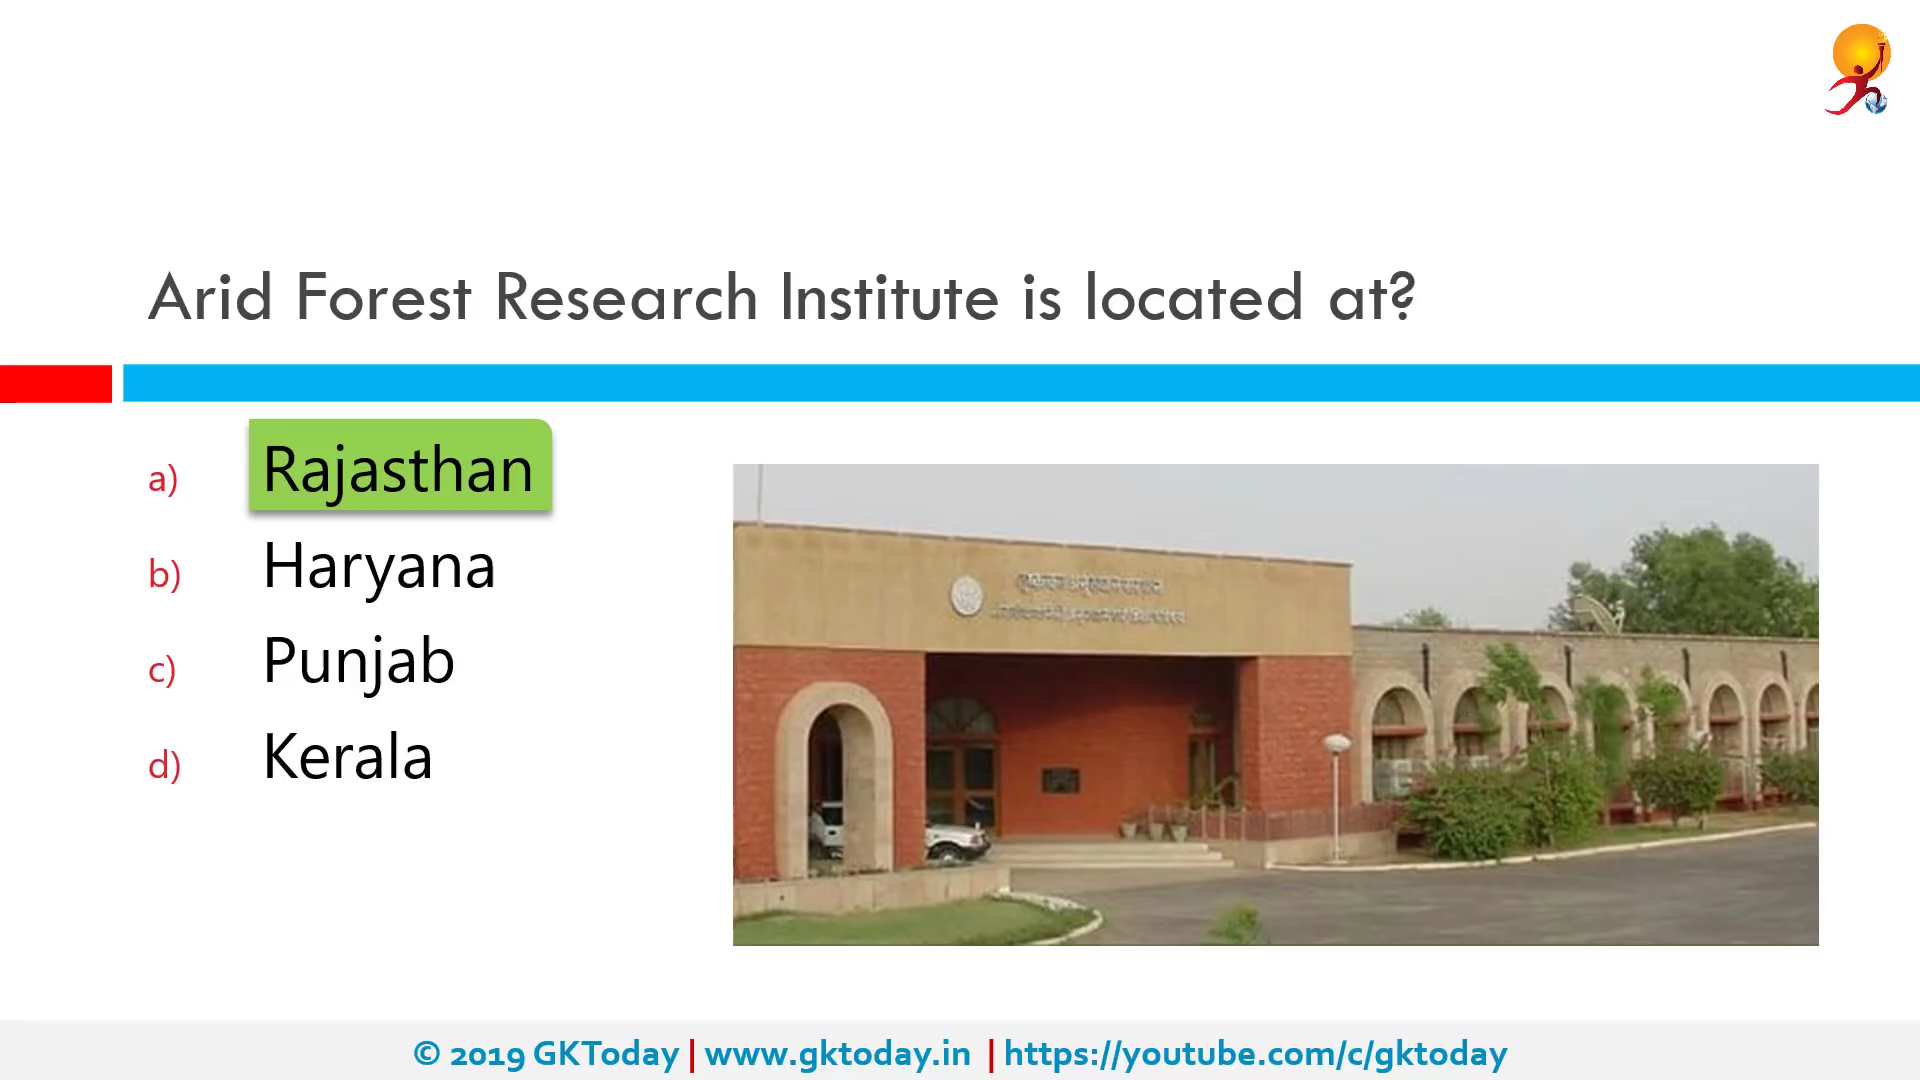 Arid Forest Research Institute is located at?
a) Rajasthan
b) Haryana
c) Punjab
d) Kerala
© 2019 GKToday | www.gktoday.in | https://youtube.com/c/gktoday